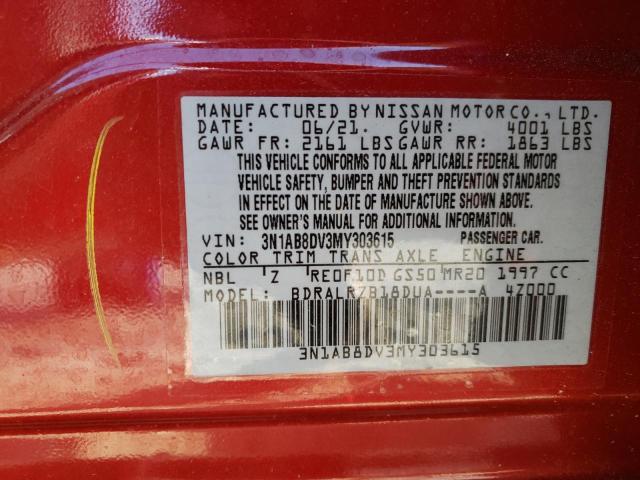 MANUFACTURED BY NISSAN MOTOR CO., LTD.
DATE: 06/21. GVWR: 4001 LBS
GAWR FR: 2161 LBS GAWR RR: 1863 LBS
THIS VEHICLE CONFORMS TO ALL APPLICABLE FEDERAL MOTOR
VEHICLE SAFETY, BUMPER AND THEFT PREVENTION STANDARDS
IN EFFECT ON THE DATE OF MANUFACTURE SHOWN ABOVE.
SEE OWNER'S MANUAL FOR ADDITIONAL INFORMATION.
VIN: 3N1AB8DV3MY303615 PASSENGER CAR.
COLOR TRIM TRANS AXLE ENGINE
NBL Z RE0F10D GS50 MR20 1997 CC
MODEL: BDRALRZB18DUA----A 4Z000
3N1AB8DV3MY303615